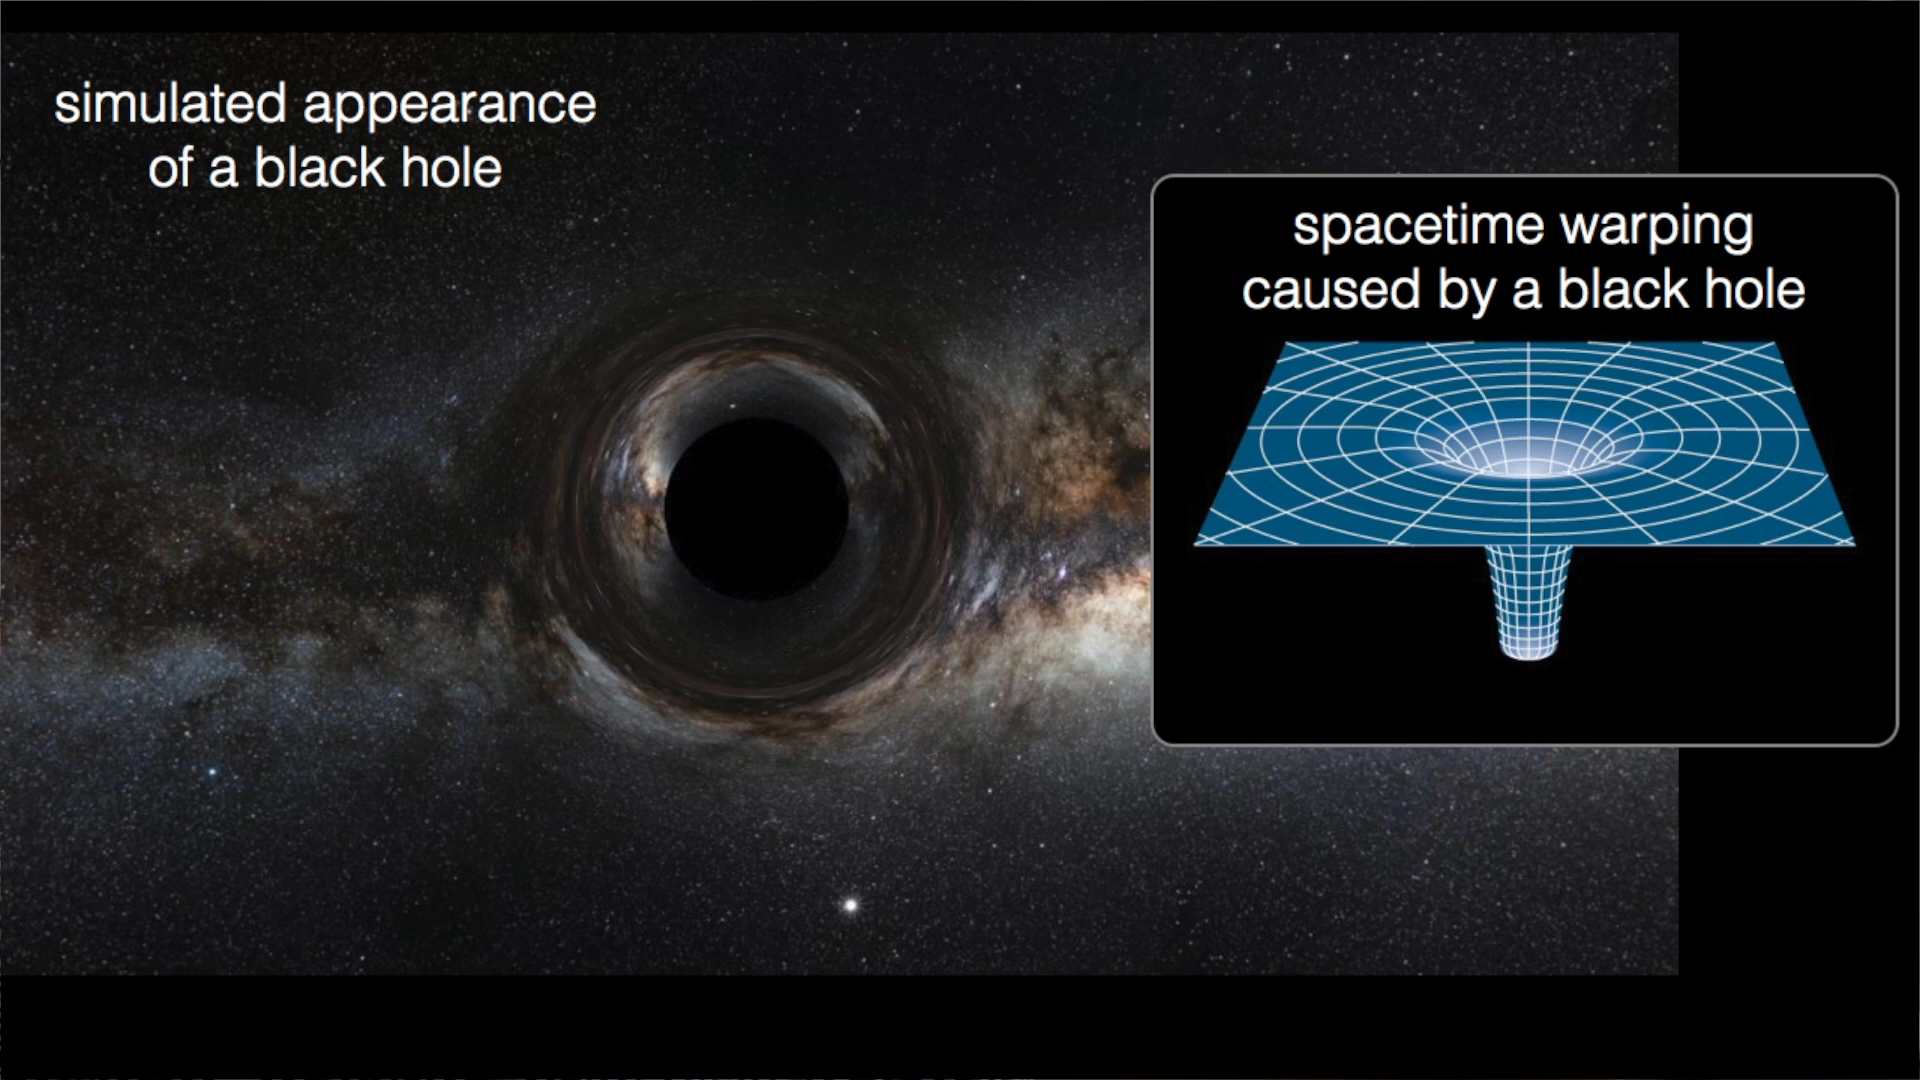 simulated appearance
of a black hole
spacetime warping
caused by a black hole